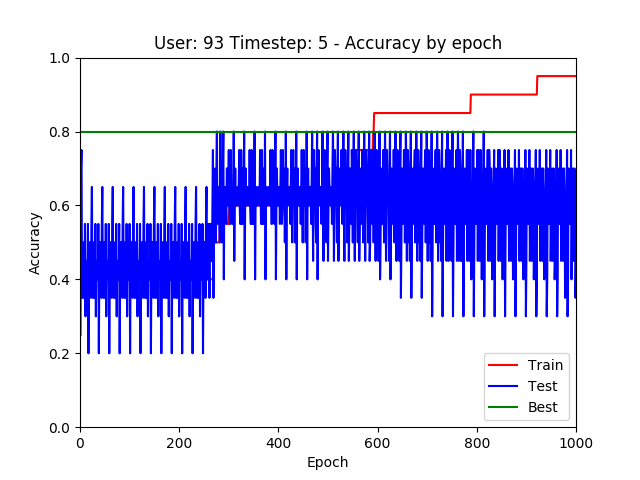 User: 93 Timestep: 5 - Accuracy by epoch
1.0
0.8
0.6
0.4
0.2
0.0
Accuracy
0 200 400 600 800 1000
Epoch
Train
Test
Best